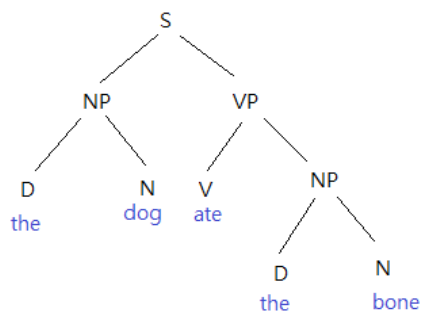 S
NP VP
D N V NP
the dog ate
D N
the bone